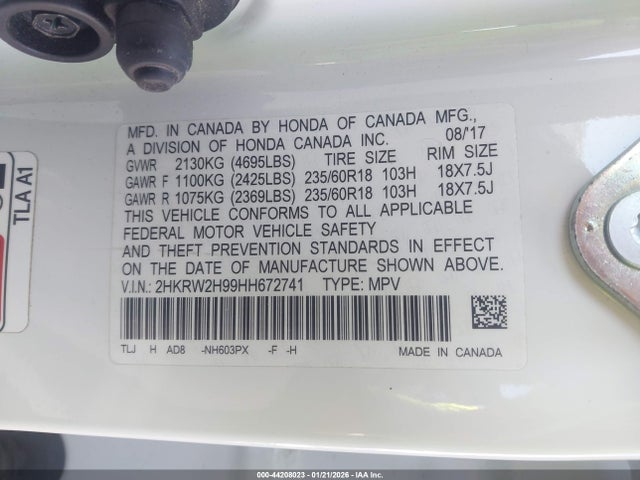 MFD. IN CANADA BY HONDA OF CANADA MFG.,
A DIVISION OF HONDA CANADA INC. 08/'17
GVWR 2130KG (4695LBS) TIRE SIZE RIM SIZE
GAWR F 1100KG (2425LBS) 235/60R18 103H 18X7.5J
GAWR R 1075KG (2369LBS) 235/60R18 103H 18X7.5J
THIS VEHICLE CONFORMS TO ALL APPLICABLE
FEDERAL MOTOR VEHICLE SAFETY
AND THEFT PREVENTION STANDARDS IN EFFECT
ON THE DATE OF MANUFACTURE SHOWN ABOVE.
V.I.N.: 2HKRW2H99HH672741 TYPE: MPV
TLJ H AD8 -NH603PX -F -H MADE IN CANADA
TLA A1
000-44208023 - 01/21/2026 - IAA Inc.